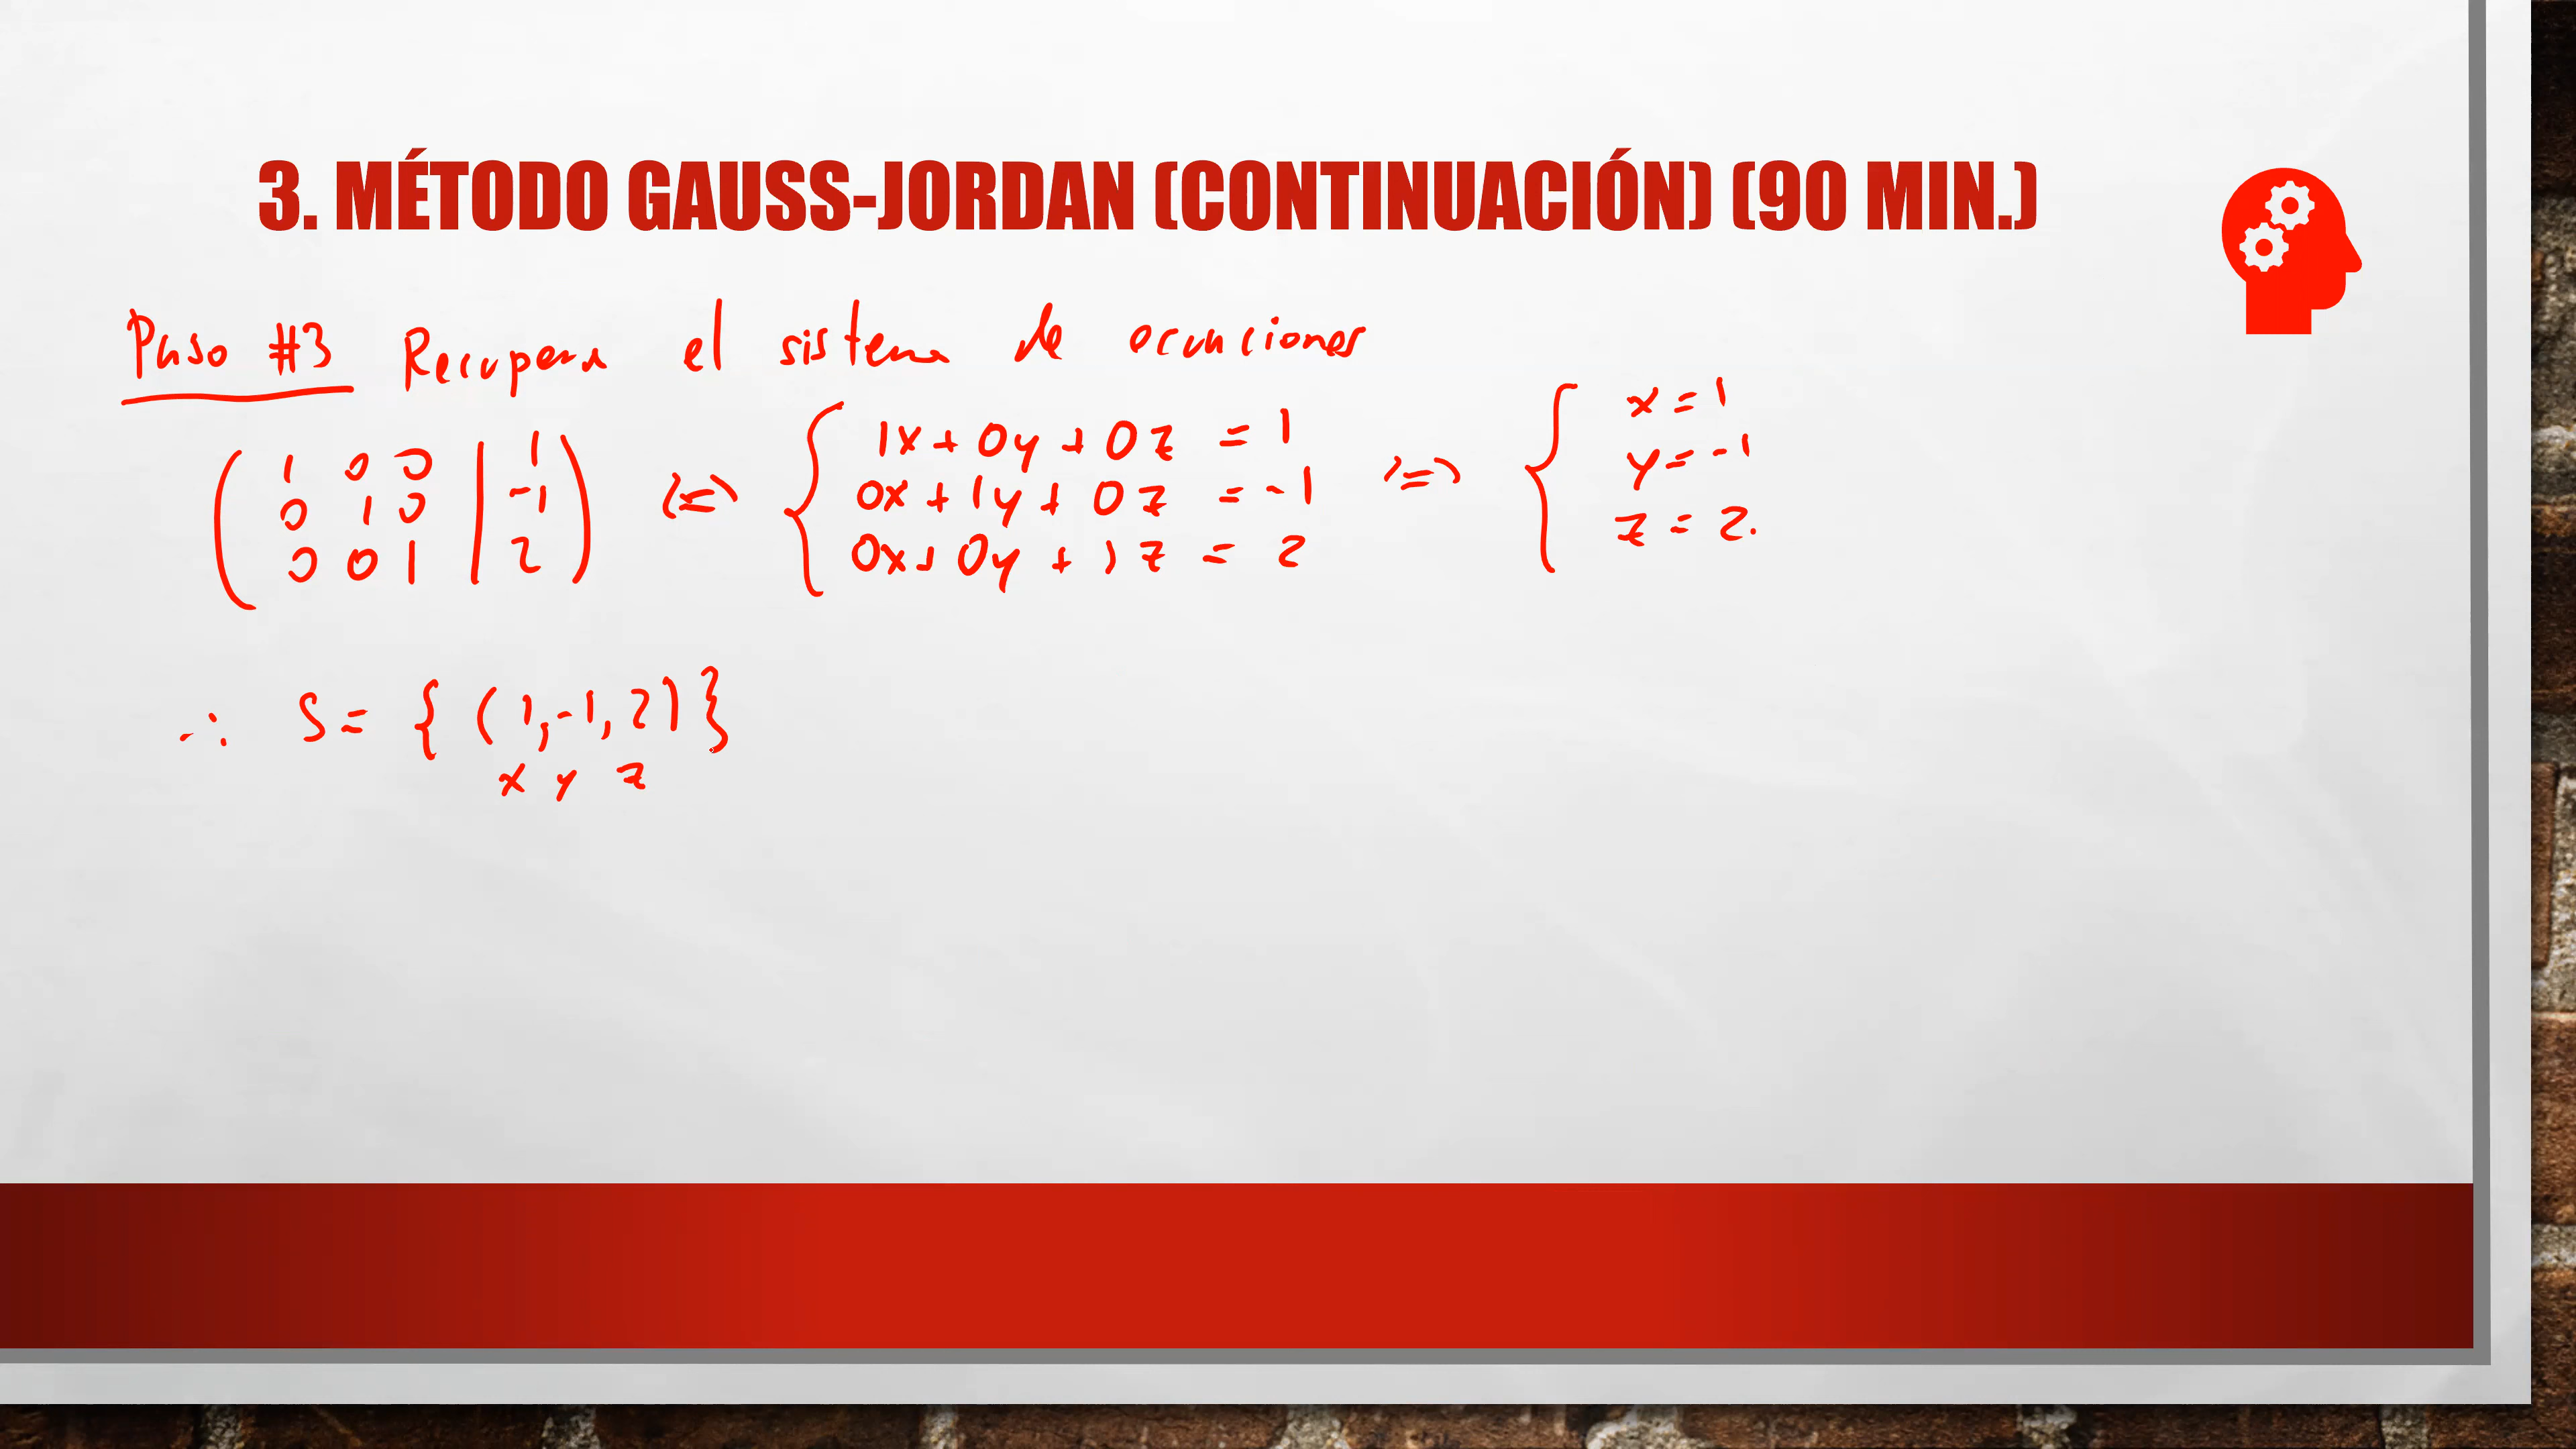 3. MÉTODO GAUSS-JORDAN (CONTINUACIÓN) (90 MIN.)
Paso #3 Recupera el sistema de ecuaciones
( 1 0 0 | 1 ) <=> { 1x + 0y + 0z = 1 <=> { x = 1
( 0 1 0 | -1 ) { 0x + 1y + 0z = -1 { y = -1
( 0 0 1 | 2 ) { 0x + 0y + 1z = 2 { z = 2.
∴ S = { (1, -1, 2) }
x y z